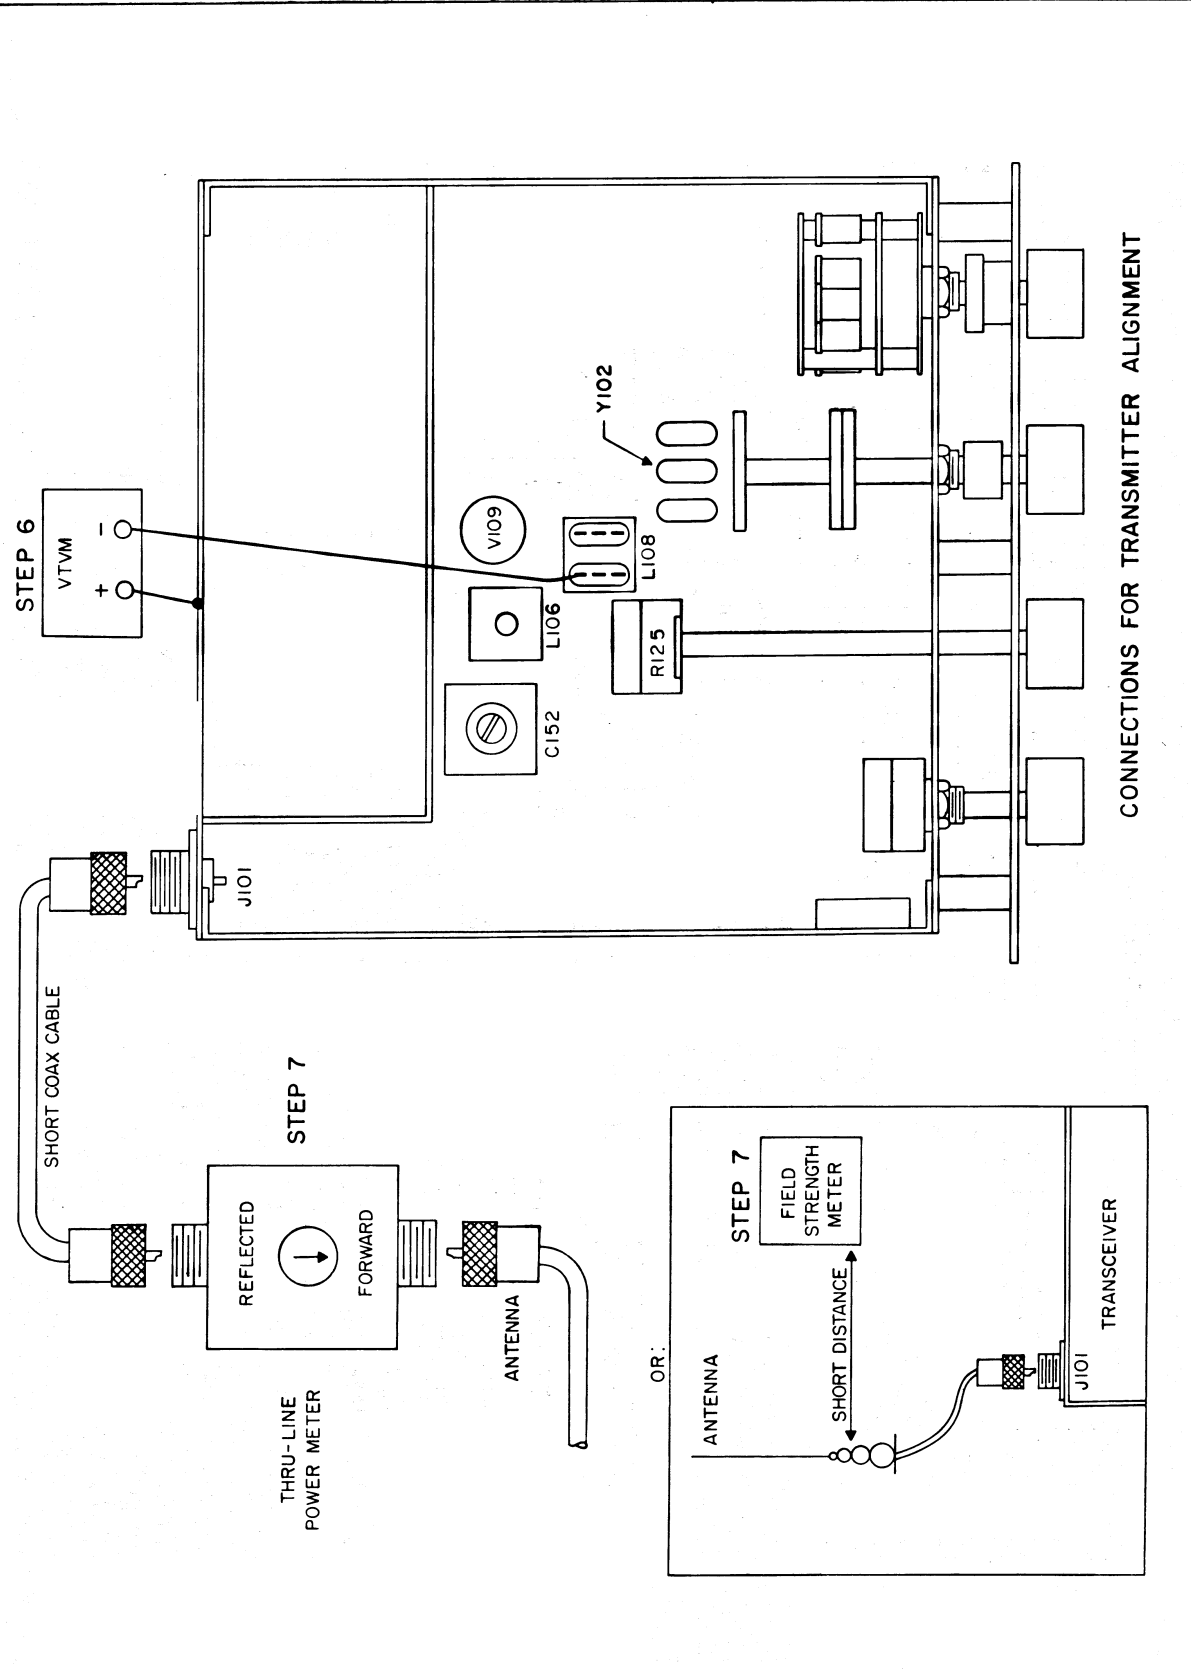 STEP 6
VTVM
+ -
SHORT COAX CABLE
J101
STEP 7
REFLECTED
FORWARD
THRU-LINE
POWER METER
ANTENNA
V109
L106
L108
C152
R125
Y102
OR:
STEP 7
FIELD
STRENGTH
METER
ANTENNA
SHORT DISTANCE
J101
TRANSCEIVER
CONNECTIONS FOR TRANSMITTER ALIGNMENT